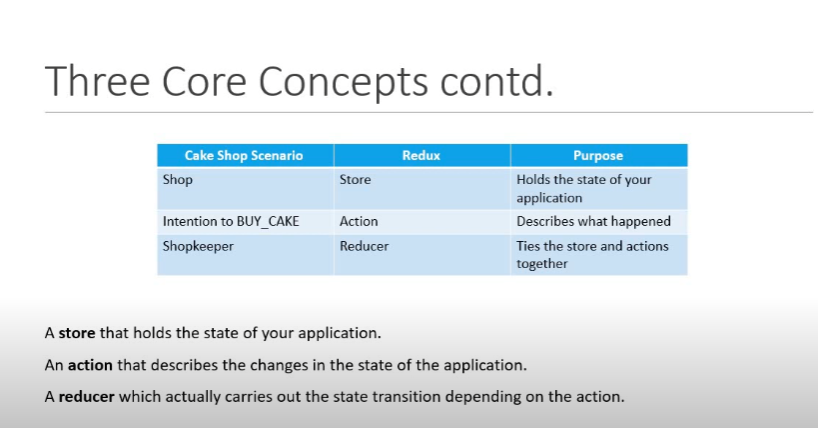 Three Core Concepts contd.
Cake Shop Scenario Redux Purpose
Shop Store Holds the state of your
application
Intention to BUY_CAKE Action Describes what happened
Shopkeeper Reducer Ties the store and actions
together
A store that holds the state of your application.
An action that describes the changes in the state of the application.
A reducer which actually carries out the state transition depending on the action.